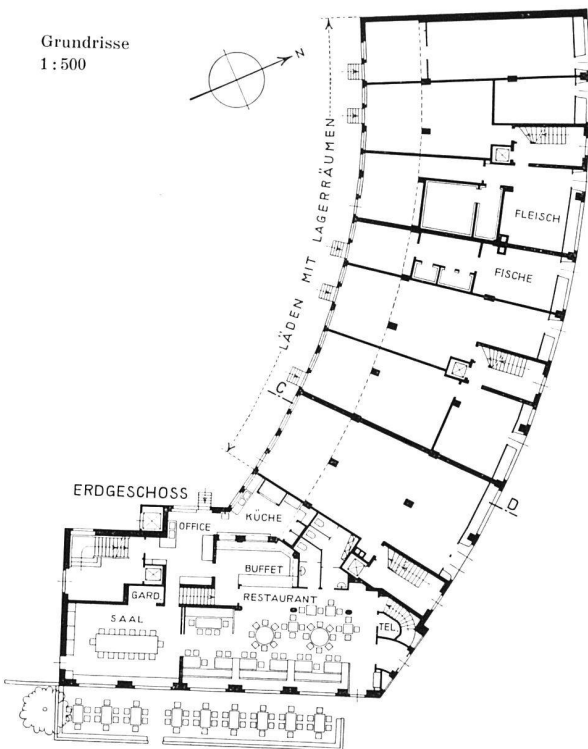 Grundrisse
1:500
N
LÄDEN MIT LAGERRÄUMEN
FLEISCH
FISCHE
C
Y
D
ERDGESCHOSS
OFFICE
KÜCHE
BUFFET
GARD.
RESTAURANT
SAAL
TEL.